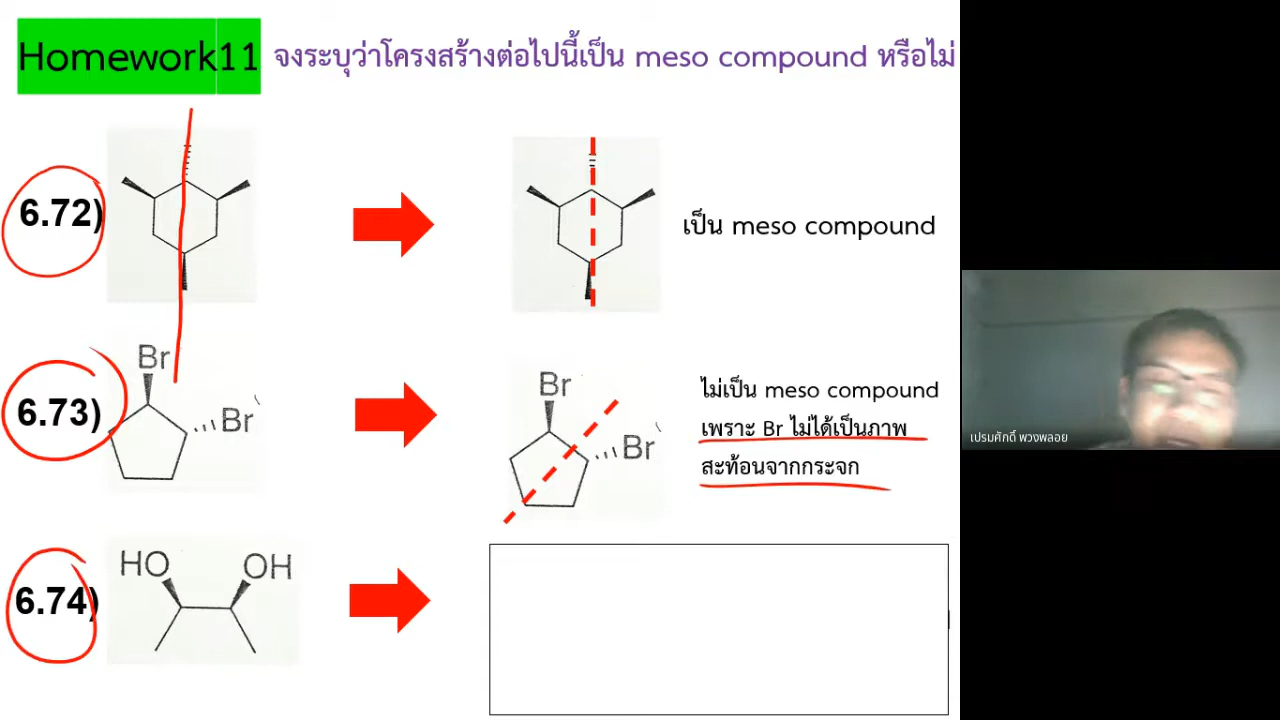 Homework11 จงระบุว่าโครงสร้างต่อไปนี้เป็น meso compound หรือไม่
6.72)
เป็น meso compound
6.73)
Br
Br
Br
Br
ไม่เป็น meso compound
เพราะ Br ไม่ได้เป็นภาพ
สะท้อนจากกระจก
เปรมศักดิ์ พวงพลอย
6.74)
HO
OH